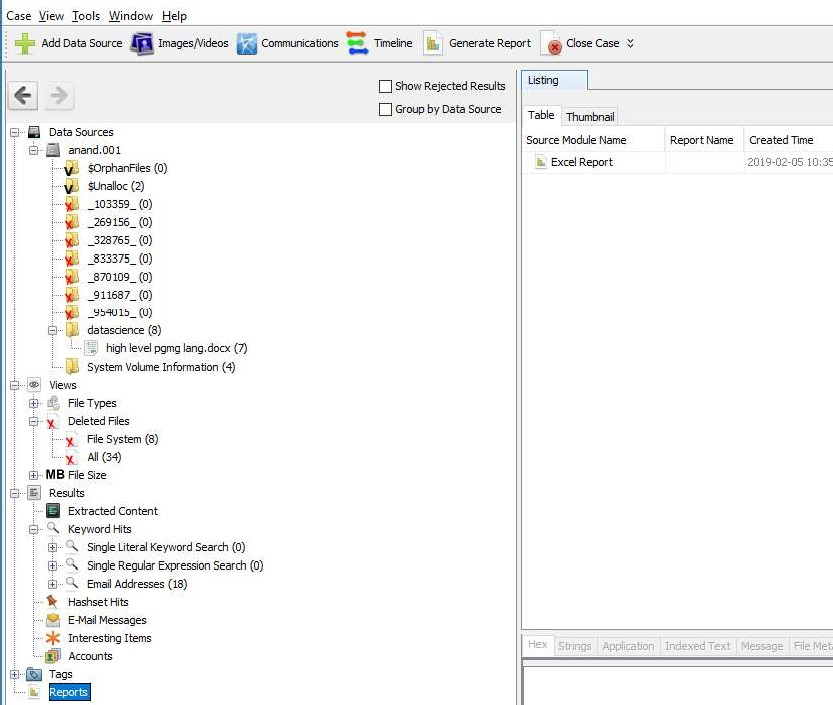 Case View Tools Window Help
Add Data Source Images/Videos Communications Timeline Generate Report Close Case
Show Rejected Results
Group by Data Source
Data Sources
anand.001
$OrphanFiles (0)
$Unalloc (2)
_103359_ (0)
_269156_ (0)
_328765_ (0)
_833375_ (0)
_870109_ (0)
_911687_ (0)
_954015_ (0)
datascience (8)
high level pgmg lang.docx (7)
System Volume Information (4)
Views
File Types
Deleted Files
File System (8)
All (34)
MB File Size
Results
Extracted Content
Keyword Hits
Single Literal Keyword Search (0)
Single Regular Expression Search (0)
Email Addresses (18)
Hashset Hits
E-Mail Messages
Interesting Items
Accounts
Tags
Reports
Listing
Table Thumbnail
Source Module Name Report Name Created Time
Excel Report 2019-02-05 10:35
Hex Strings Application Indexed Text Message File Meta